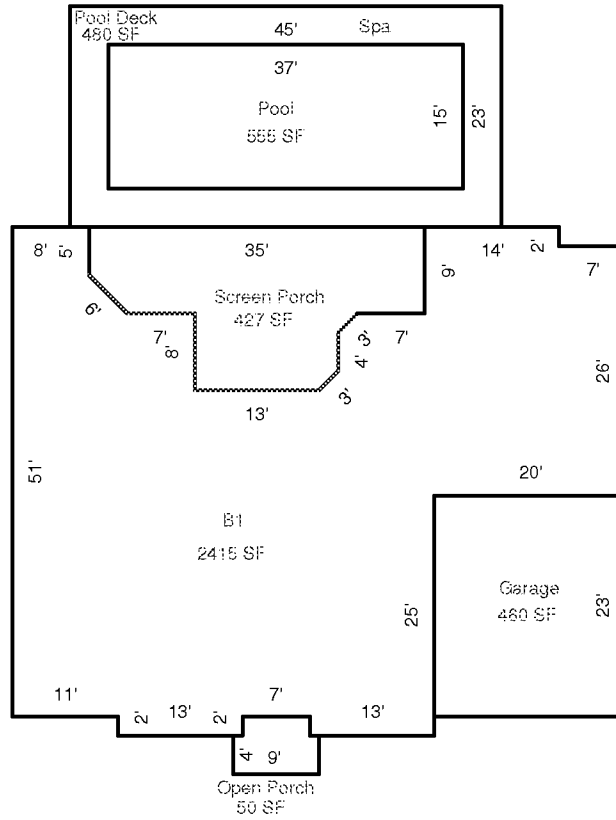 Pool Deck
480 SF
45'
Spa
37'
Pool
555 SF
15'
23'
8'
5'
35'
9'
14'
2'
7'
6'
Screen Porch
427 SF
7'
8'
3'
7'
4'
3'
26'
13'
51'
20'
B1
2415 SF
Garage
460 SF
23'
25'
11'
2'
13'
2'
7'
13'
4'
9'
Open Porch
50 SF